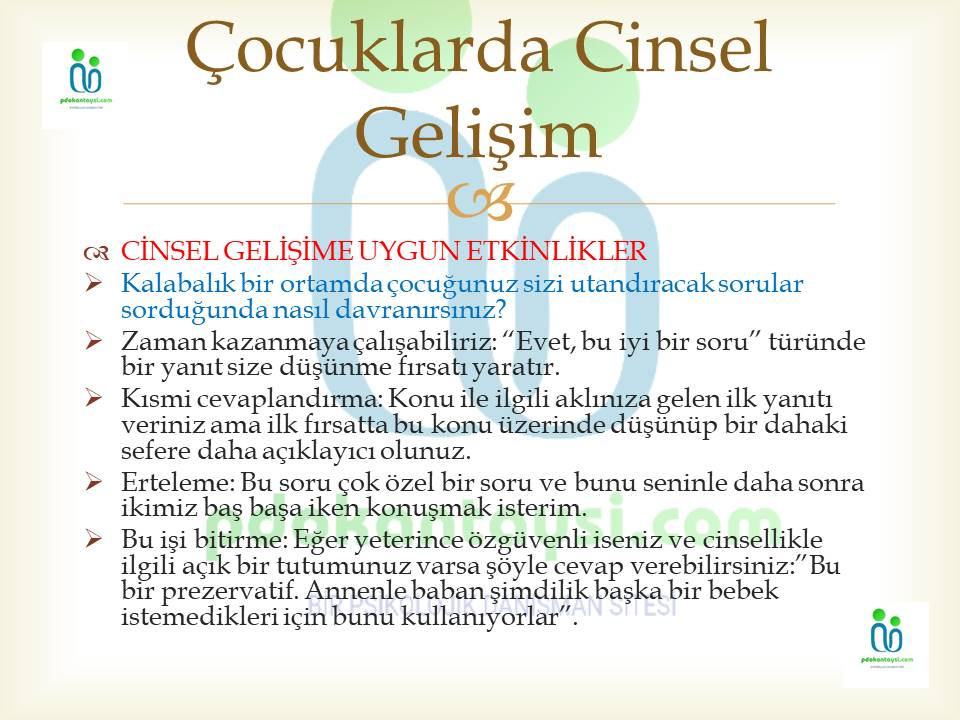 Çocuklarda Cinsel
Gelişim
CİNSEL GELİŞİME UYGUN ETKİNLİKLER
Kalabalık bir ortamda çocuğunuz sizi utandıracak sorular
sorduğunda nasıl davranırsınız?
Zaman kazanmaya çalışabiliriz: “Evet, bu iyi bir soru” türünde
bir yanıt size düşünme fırsatı yaratır.
Kısmi cevaplandırma: Konu ile ilgili aklınıza gelen ilk yanıtı
veriniz ama ilk fırsatta bu konu üzerinde düşünüp bir dahaki
sefere daha açıklayıcı olunuz.
Erteleme: Bu soru çok özel bir soru ve bunu seninle daha sonra
ikimiz baş başa iken konuşmak isterim.
Bu işi bitirme: Eğer yeterince özgüvenli iseniz ve cinsellikle
ilgili açık bir tutumunuz varsa şöyle cevap verebilirsiniz:”Bu
bir prezervatif. Annenle baban şimdilik başka bir bebek
istemedikleri için bunu kullanıyorlar”.
pdokantaysi.com
BİR PSİKOLOJİK DANIŞMAN SİTESİ
pdokantaysi.com
pdokantaysi.com